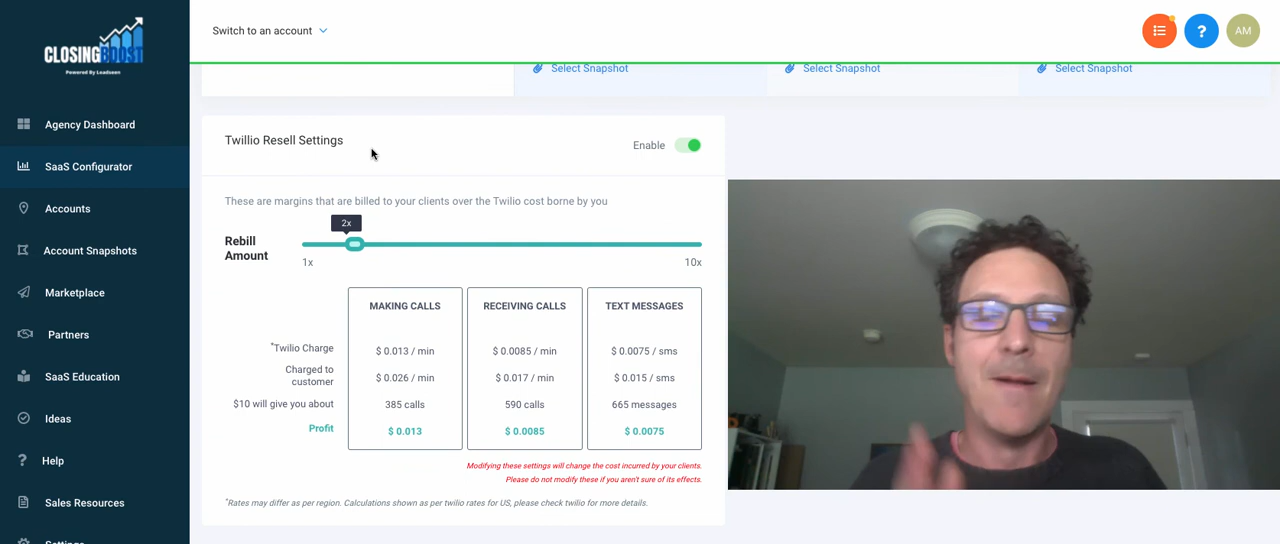 CLOSINGBOOST
Powered By Leadseen
Switch to an account
?
AM
Select Snapshot
Select Snapshot
Select Snapshot
Agency Dashboard
SaaS Configurator
Accounts
Account Snapshots
Marketplace
Partners
SaaS Education
Ideas
? Help
Sales Resources
Settings
Twillio Resell Settings
Enable
These are margins that are billed to your clients over the Twilio cost borne by you
2x
Rebill
Amount
1x
10x
MAKING CALLS RECEIVING CALLS TEXT MESSAGES
*Twilio Charge $ 0.013 / min $ 0.0085 / min $ 0.0075 / sms
Charged to
customer $ 0.026 / min $ 0.017 / min $ 0.015 / sms
$10 will give you about 385 calls 590 calls 665 messages
Profit $ 0.013 $ 0.0085 $ 0.0075
Modifying these settings will change the cost incurred by your clients.
Please do not modify these if you aren't sure of its effects.
*Rates may differ as per region. Calculations shown as per twilio rates for US, please check twilio for more details.